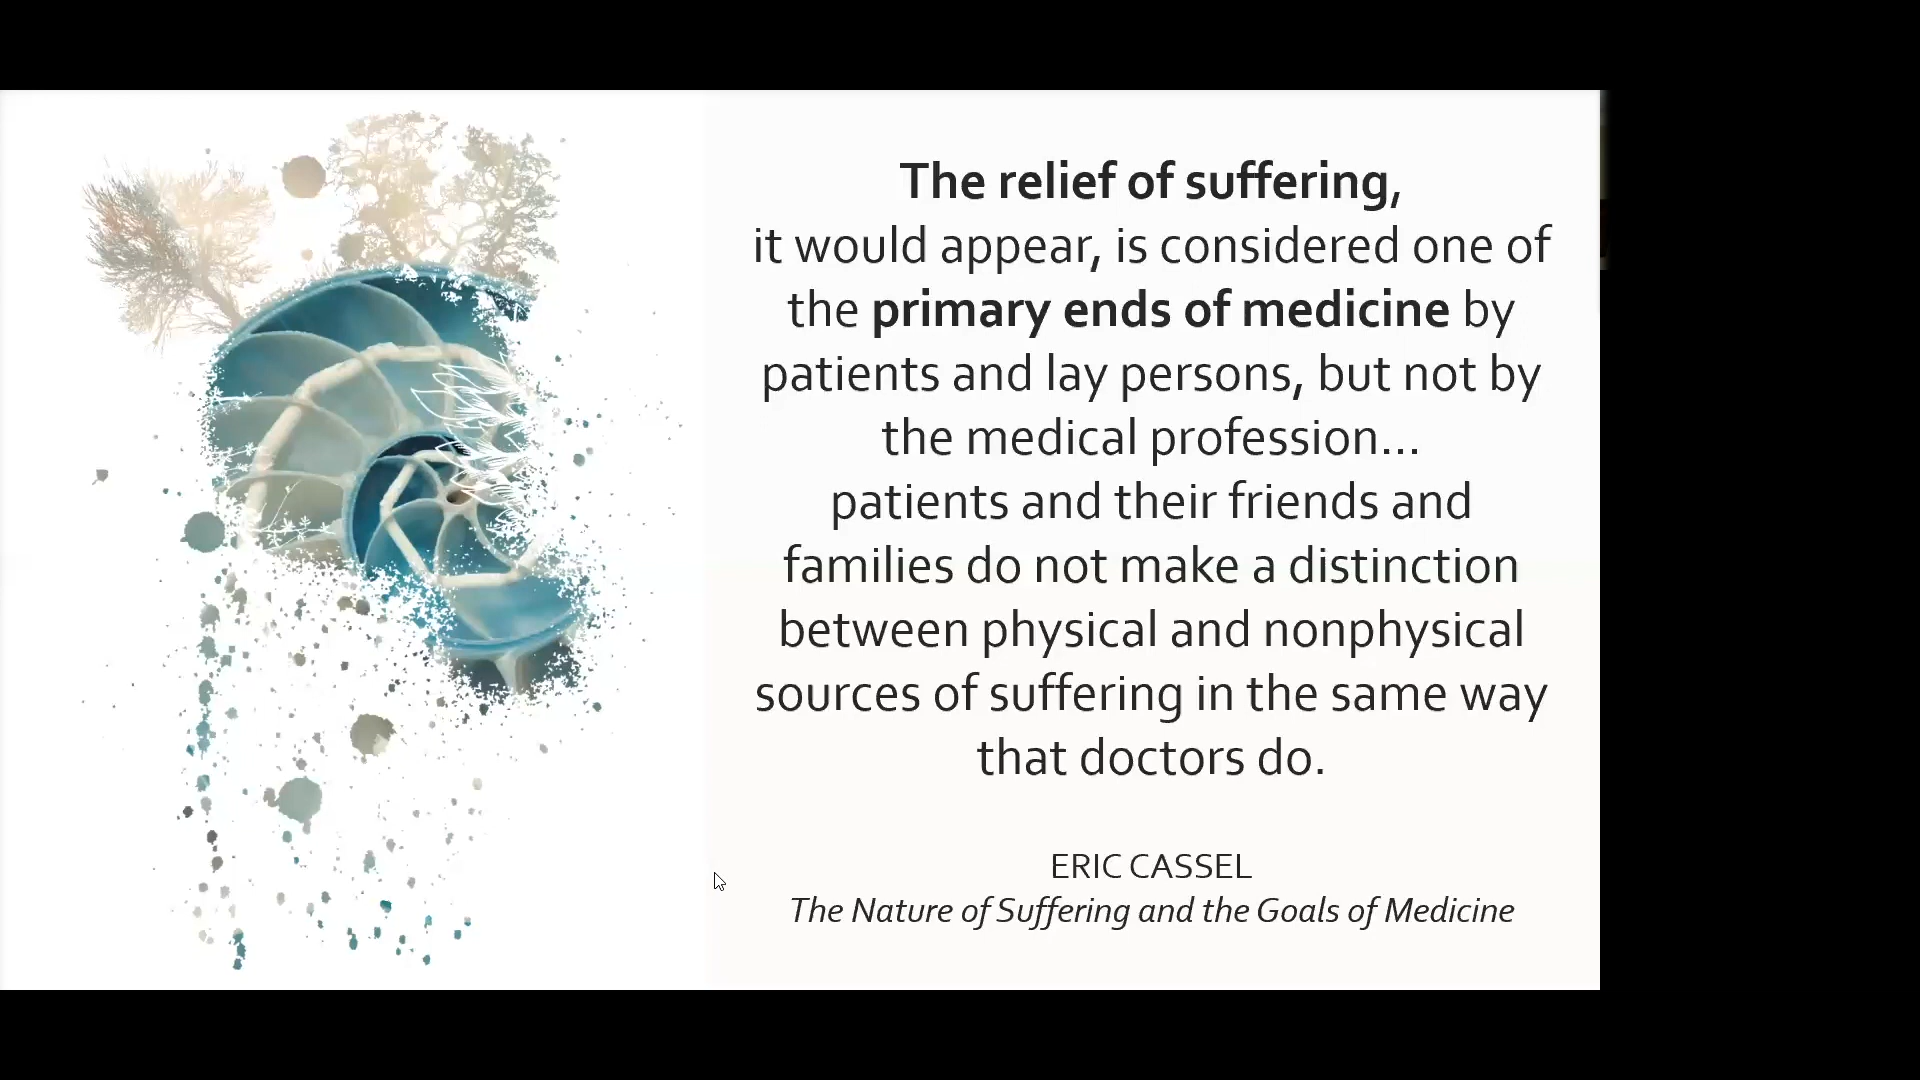 The relief of suffering,
it would appear, is considered one of
the primary ends of medicine by
patients and lay persons, but not by
the medical profession...
patients and their friends and
families do not make a distinction
between physical and nonphysical
sources of suffering in the same way
that doctors do.
ERIC CASSEL
The Nature of Suffering and the Goals of Medicine